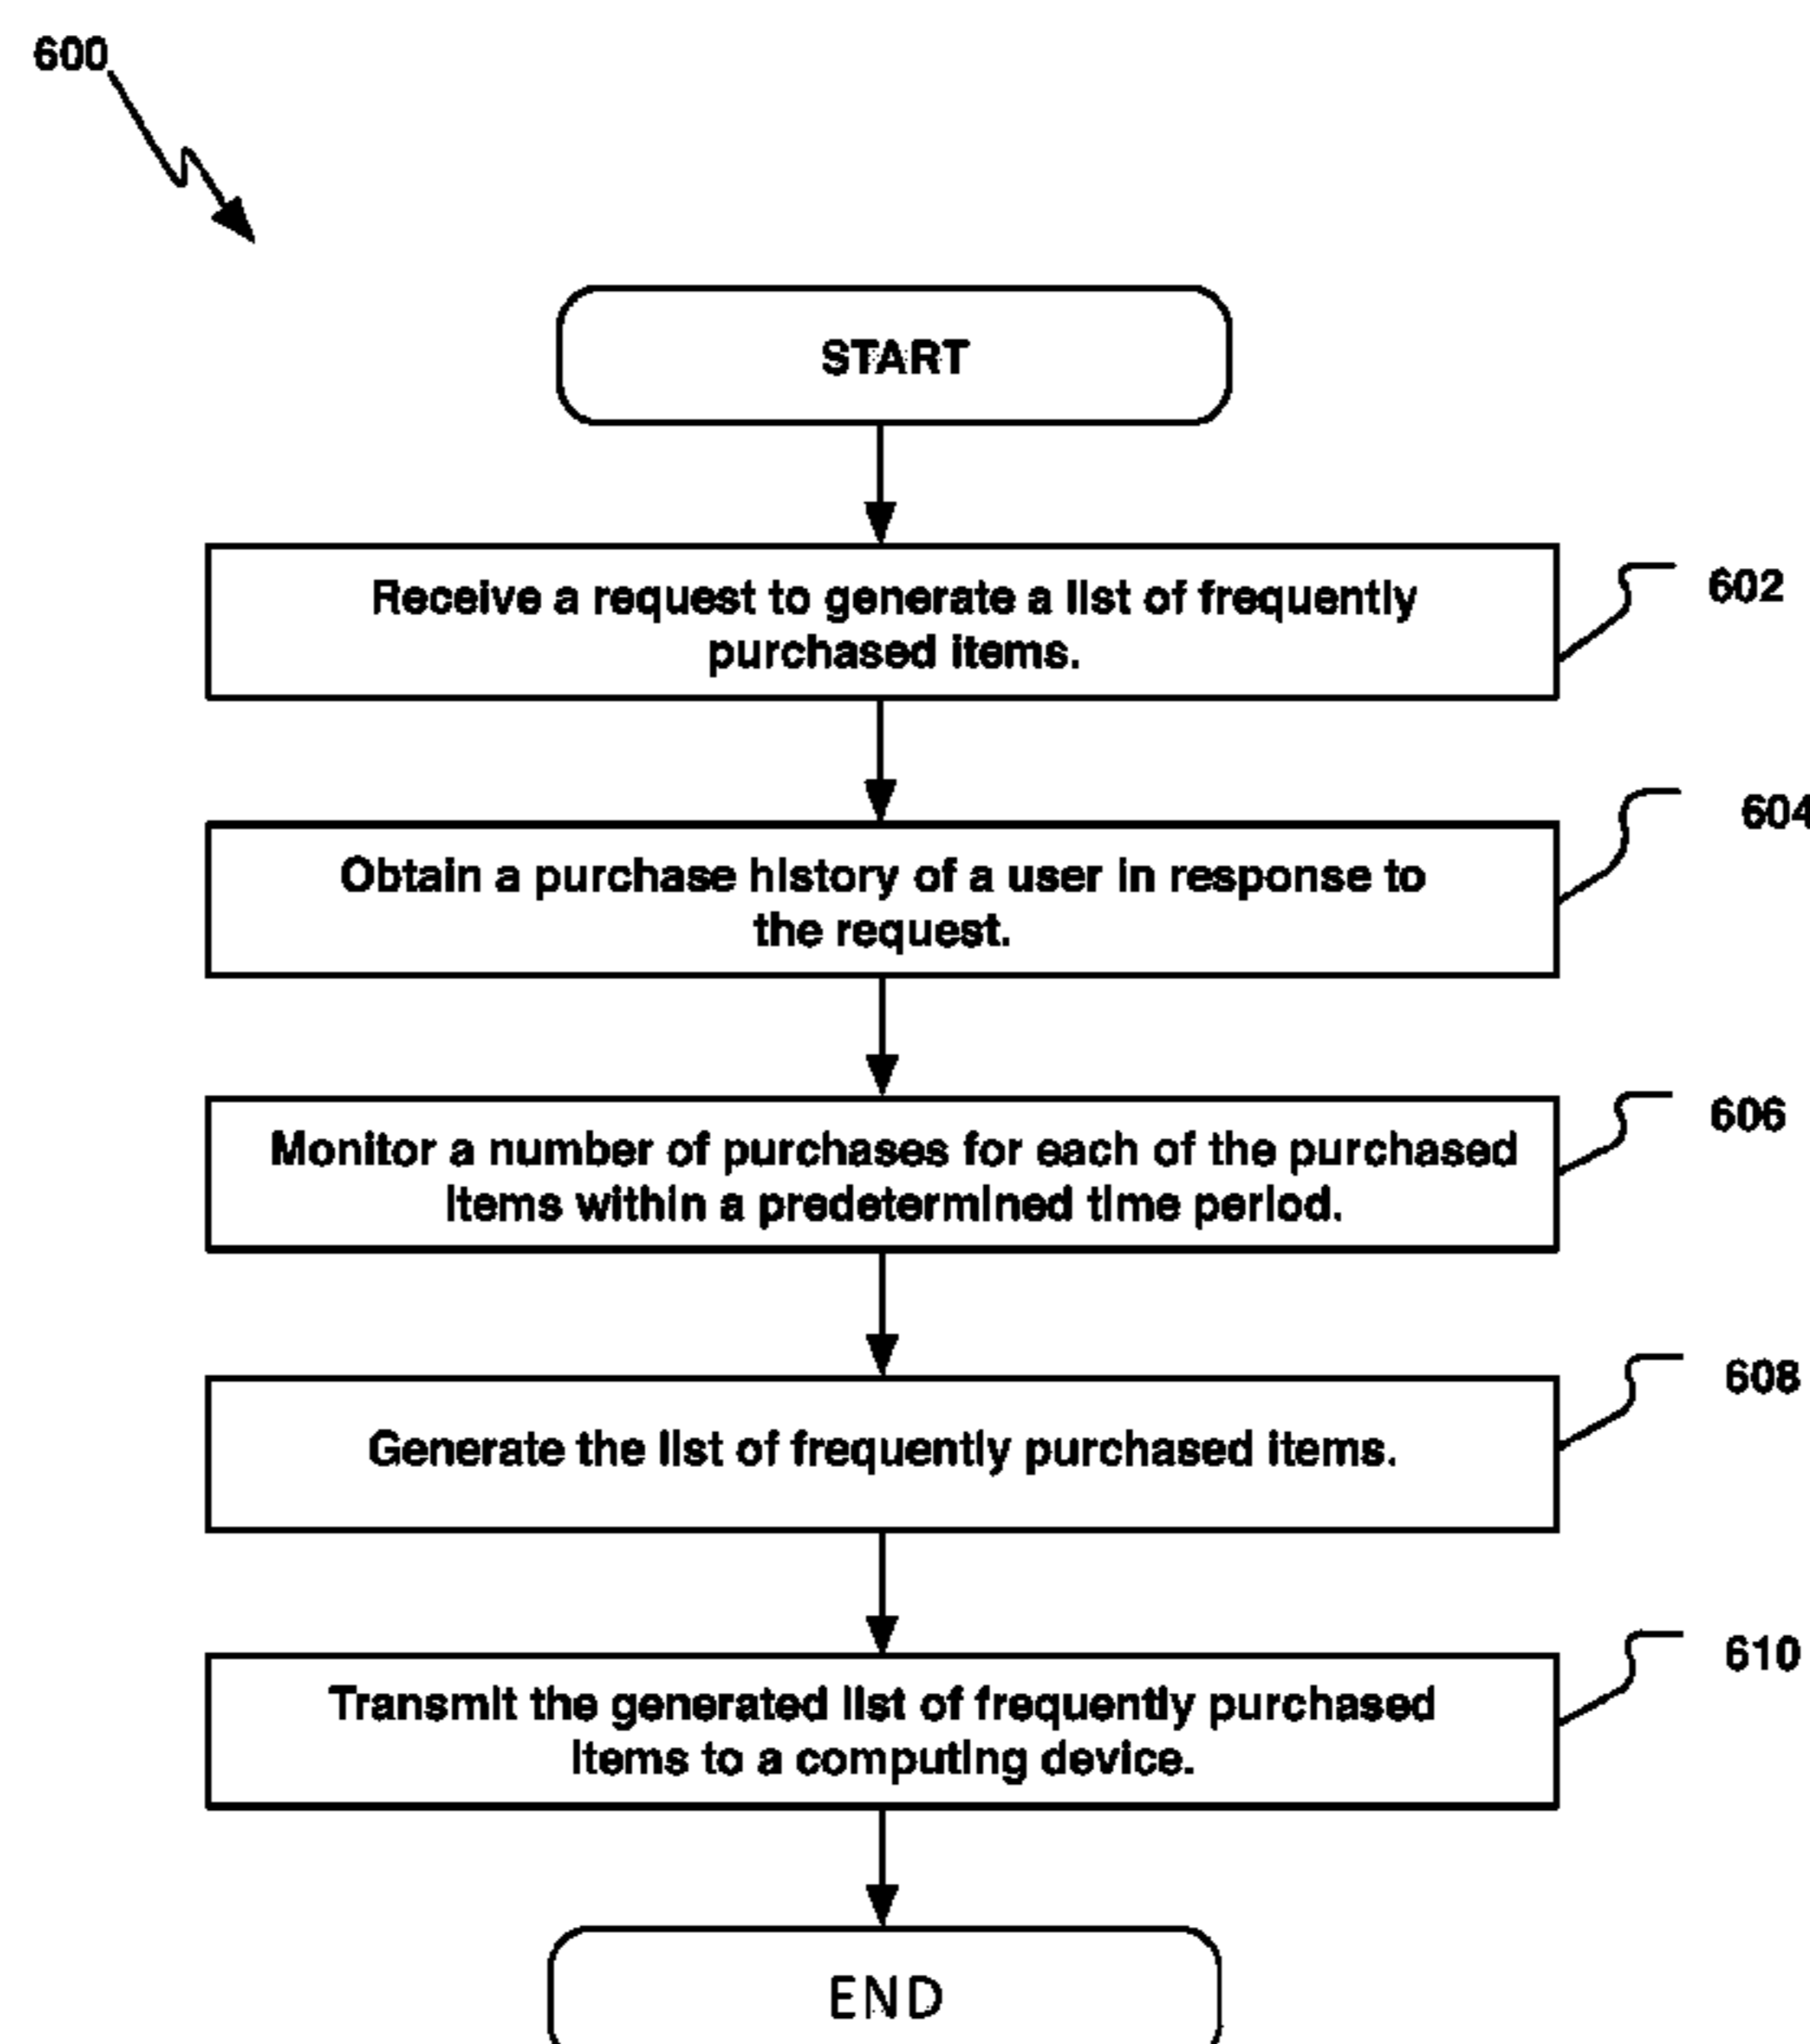 600
START
Receive a request to generate a list of frequently
purchased items.
602
Obtain a purchase history of a user in response to
the request.
604
Monitor a number of purchases for each of the purchased
items within a predetermined time period.
606
Generate the list of frequently purchased items.
608
Transmit the generated list of frequently purchased
items to a computing device.
610
END